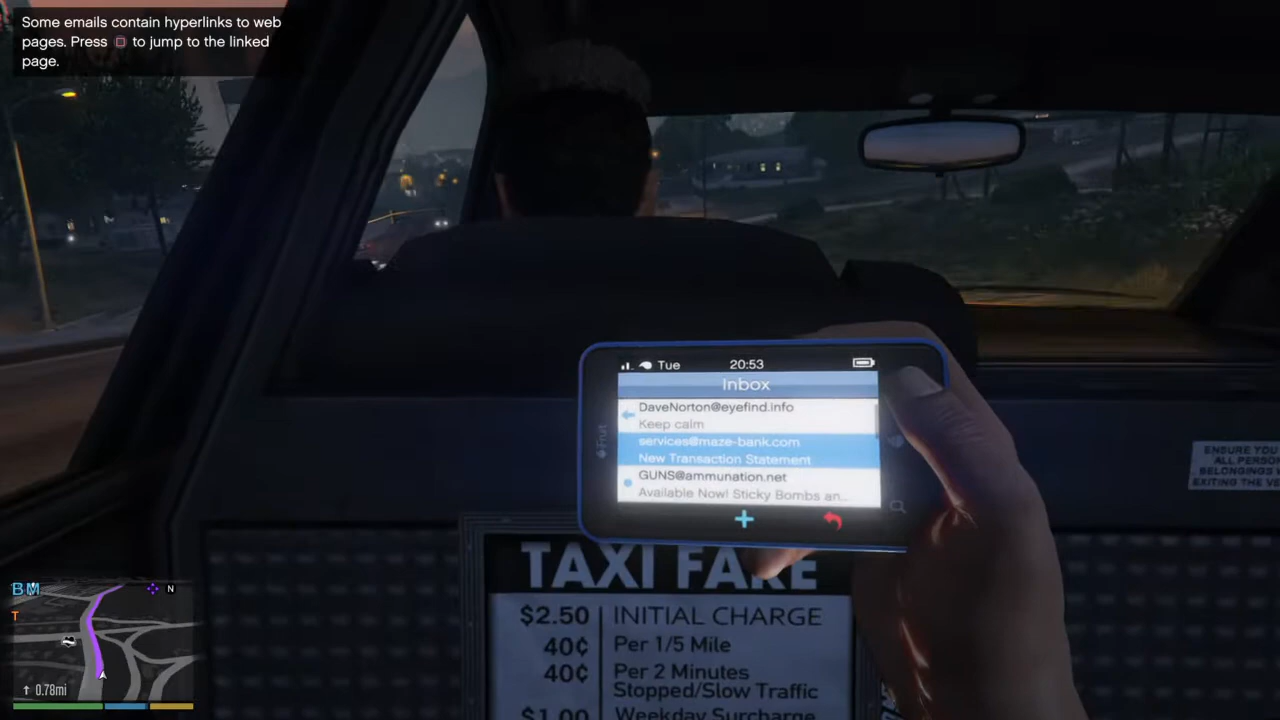 Some emails contain hyperlinks to web
pages. Press to jump to the linked
page.
Tue 20:53
Inbox
DaveNorton@eyefind.info
Keep calm
services@maze-bank.com
New Transaction Statement
GUNS@ammunation.net
Available Now! Sticky Bombs an...
iFruit
ENSURE YOU
ALL PERSON
BELONGINGS W
EXITING THE VE
TAXI FARE
$2.50 INITIAL CHARGE
40¢ Per 1/5 Mile
40¢ Per 2 Minutes
Stopped/Slow Traffic
$1.00 Weekday Surcharge
B M
N
T
0.78mi